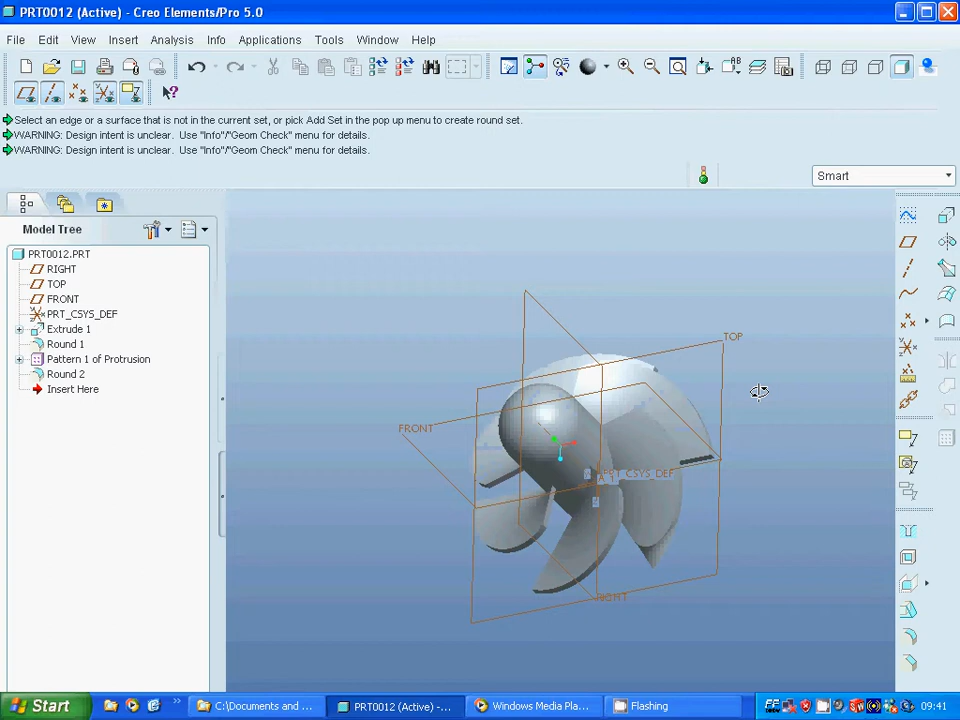 PRT0012 (Active) - Creo Elements/Pro 5.0
File Edit View Insert Analysis Info Applications Tools Window Help
Select an edge or a surface that is not in the current set, or pick Add Set in the pop up menu to create round set.
WARNING: Design intent is unclear. Use "Info"/"Geom Check" menu for details.
WARNING: Design intent is unclear. Use "Info"/"Geom Check" menu for details.
Smart
Model Tree
PRT0012.PRT
RIGHT
TOP
FRONT
PRT_CSYS_DEF
Extrude 1
Round 1
Pattern 1 of Protrusion
Round 2
Insert Here
TOP
FRONT
PRT_CSYS_DEF
RIGHT
Start C:\Documents and ... PRT0012 (Active) -... Windows Media Pla... Flashing 09:41